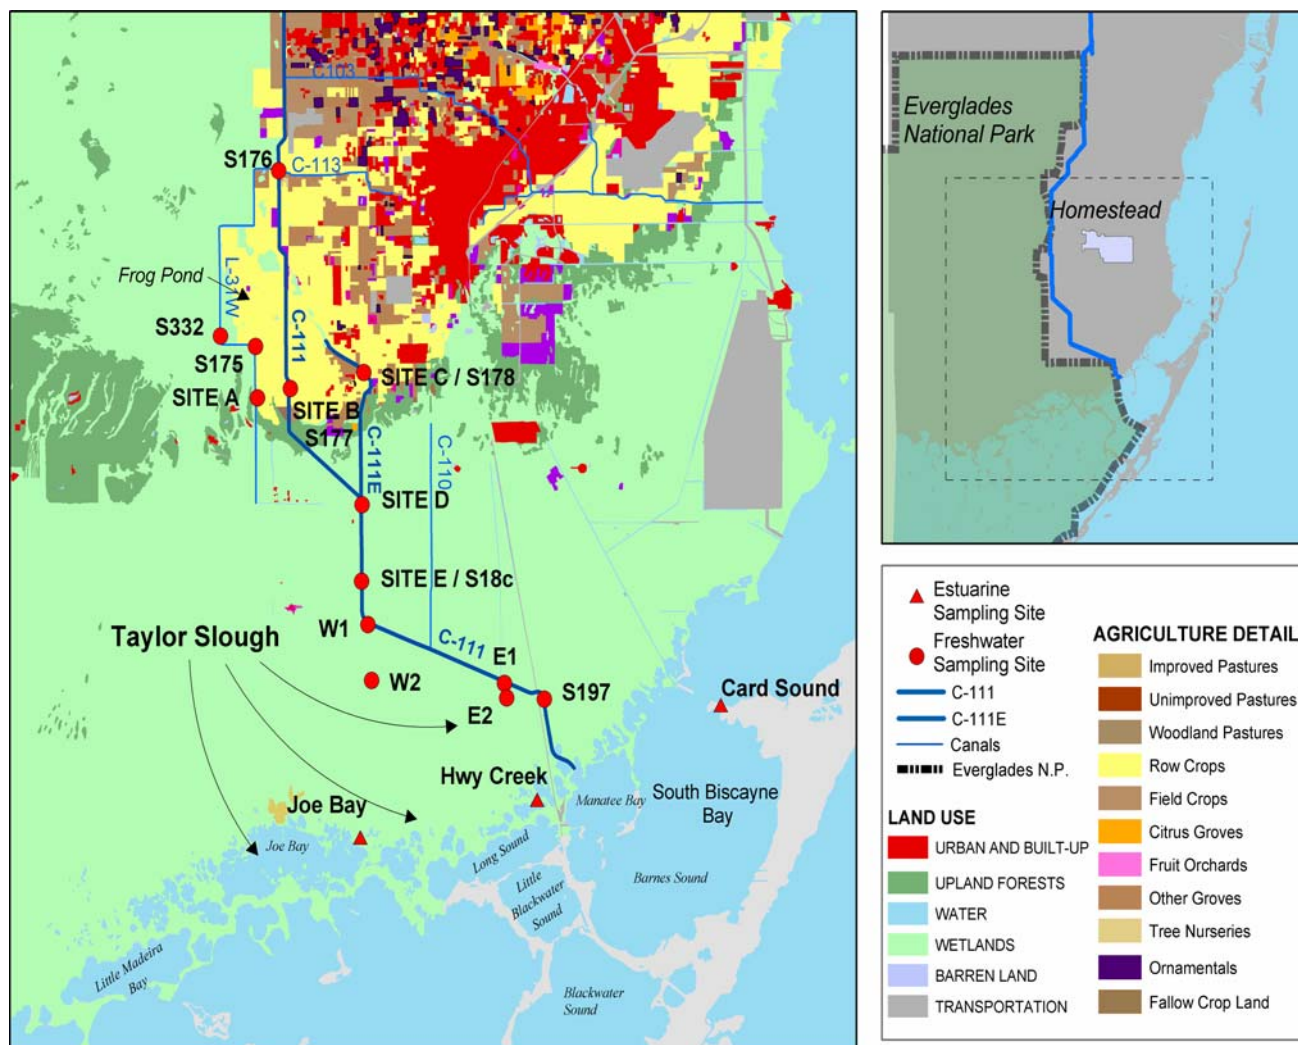 C103
S176
C-113
Frog Pond
L-31W
C-111
S332
S175
SITE A
SITE B
S177
SITE C / S178
C-111E
C-110
SITE D
SITE E / S18c
W1
C-111
Taylor Slough
W2
E1
E2
S197
Card Sound
Hwy Creek
Joe Bay
Joe Bay
Manatee Bay
South Biscayne
Bay
Long Sound
Little
Blackwater
Sound
Barnes Sound
Little Madeira
Bay
Blackwater
Sound
Everglades
National Park
Homestead
Estuarine
Sampling Site
Freshwater
Sampling Site
C-111
C-111E
Canals
Everglades N.P.
LAND USE
URBAN AND BUILT-UP
UPLAND FORESTS
WATER
WETLANDS
BARREN LAND
TRANSPORTATION
AGRICULTURE DETAIL
Improved Pastures
Unimproved Pastures
Woodland Pastures
Row Crops
Field Crops
Citrus Groves
Fruit Orchards
Other Groves
Tree Nurseries
Ornamentals
Fallow Crop Land